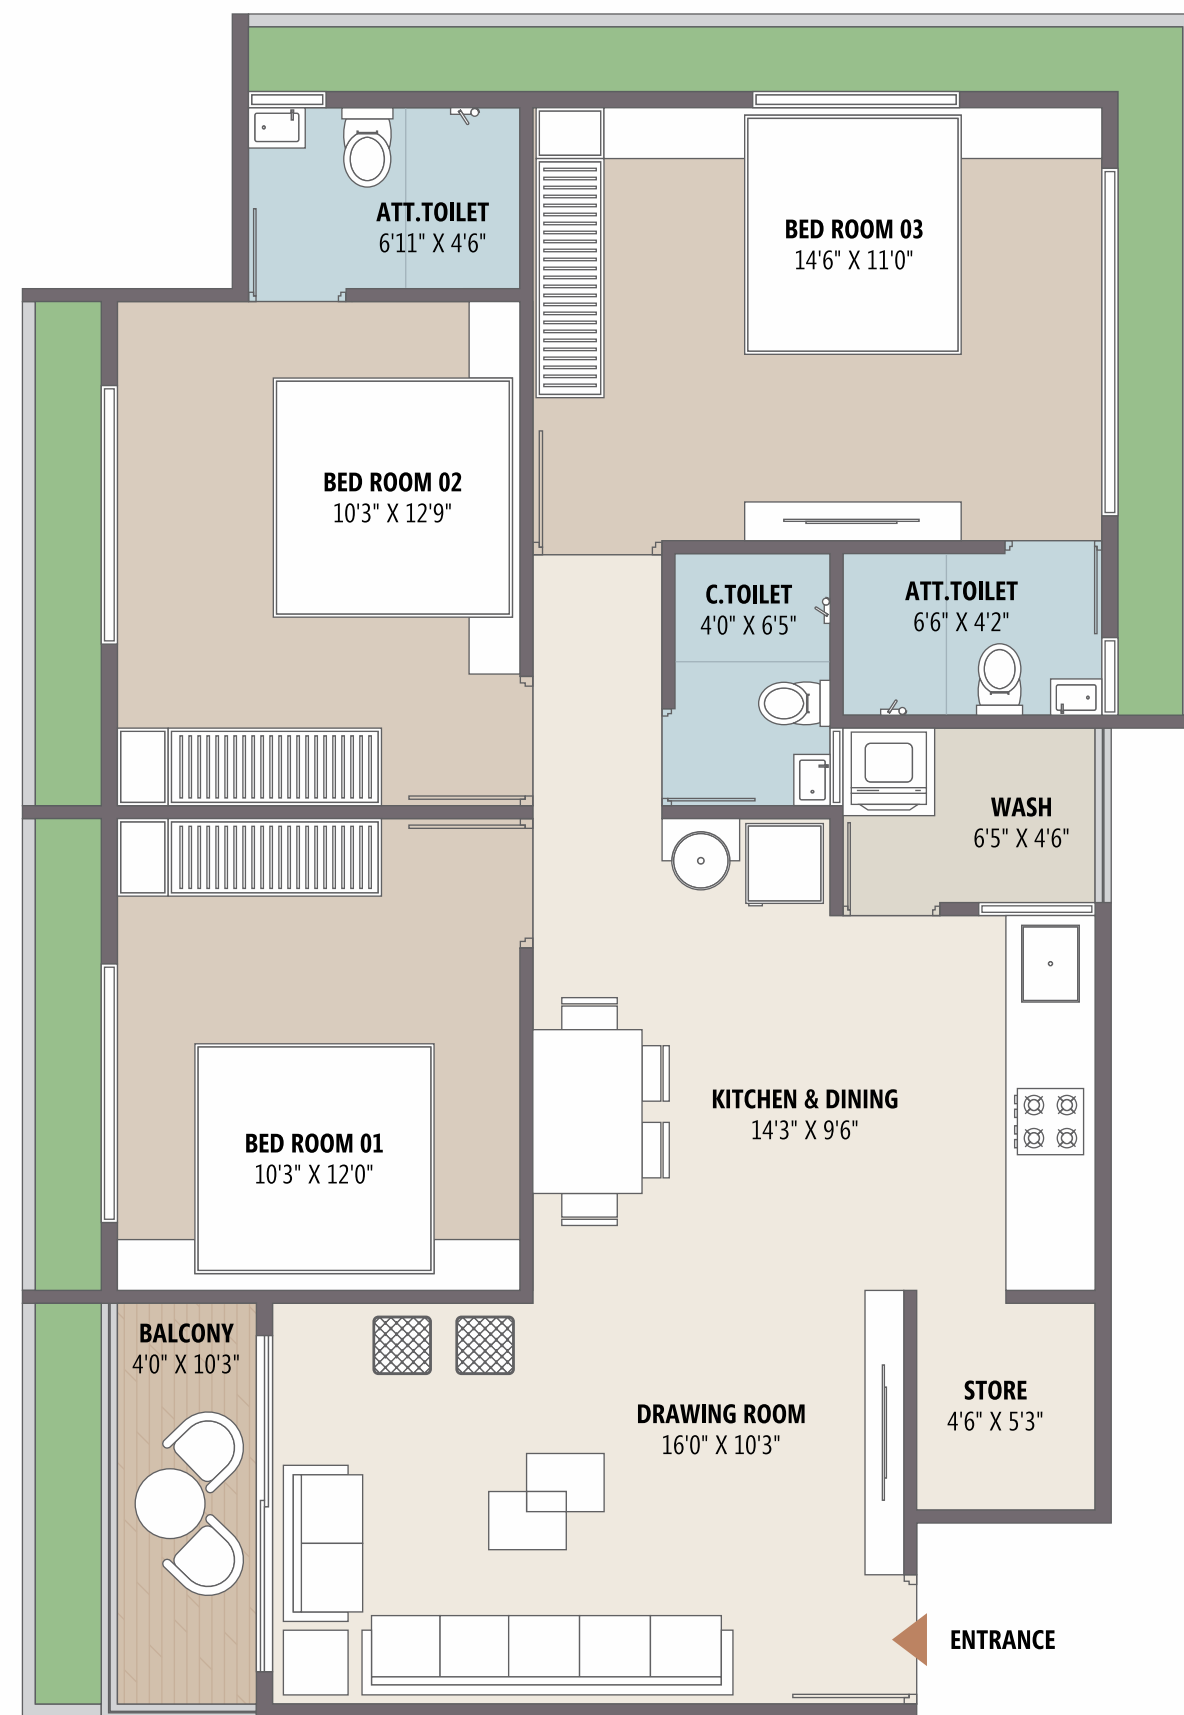 ATT.TOILET
6'11" X 4'6"
BED ROOM 03
14'6" X 11'0"
BED ROOM 02
10'3" X 12'9"
C.TOILET
4'0" X 6'5"
ATT.TOILET
6'6" X 4'2"
WASH
6'5" X 4'6"
KITCHEN & DINING
14'3" X 9'6"
BED ROOM 01
10'3" X 12'0"
BALCONY
4'0" X 10'3"
STORE
4'6" X 5'3"
DRAWING ROOM
16'0" X 10'3"
ENTRANCE